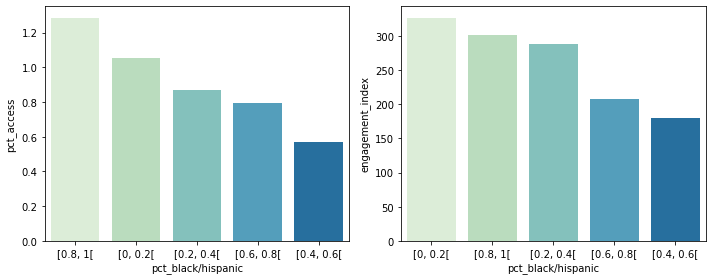 pct_access
1.2
1.0
0.8
0.6
0.4
0.2
0.0
[0.8, 1[ [0, 0.2[ [0.2, 0.4[ [0.6, 0.8[ [0.4, 0.6[
pct_black/hispanic
engagement_index
300
250
200
150
100
50
0
[0, 0.2[ [0.8, 1[ [0.2, 0.4[ [0.6, 0.8[ [0.4, 0.6[
pct_black/hispanic